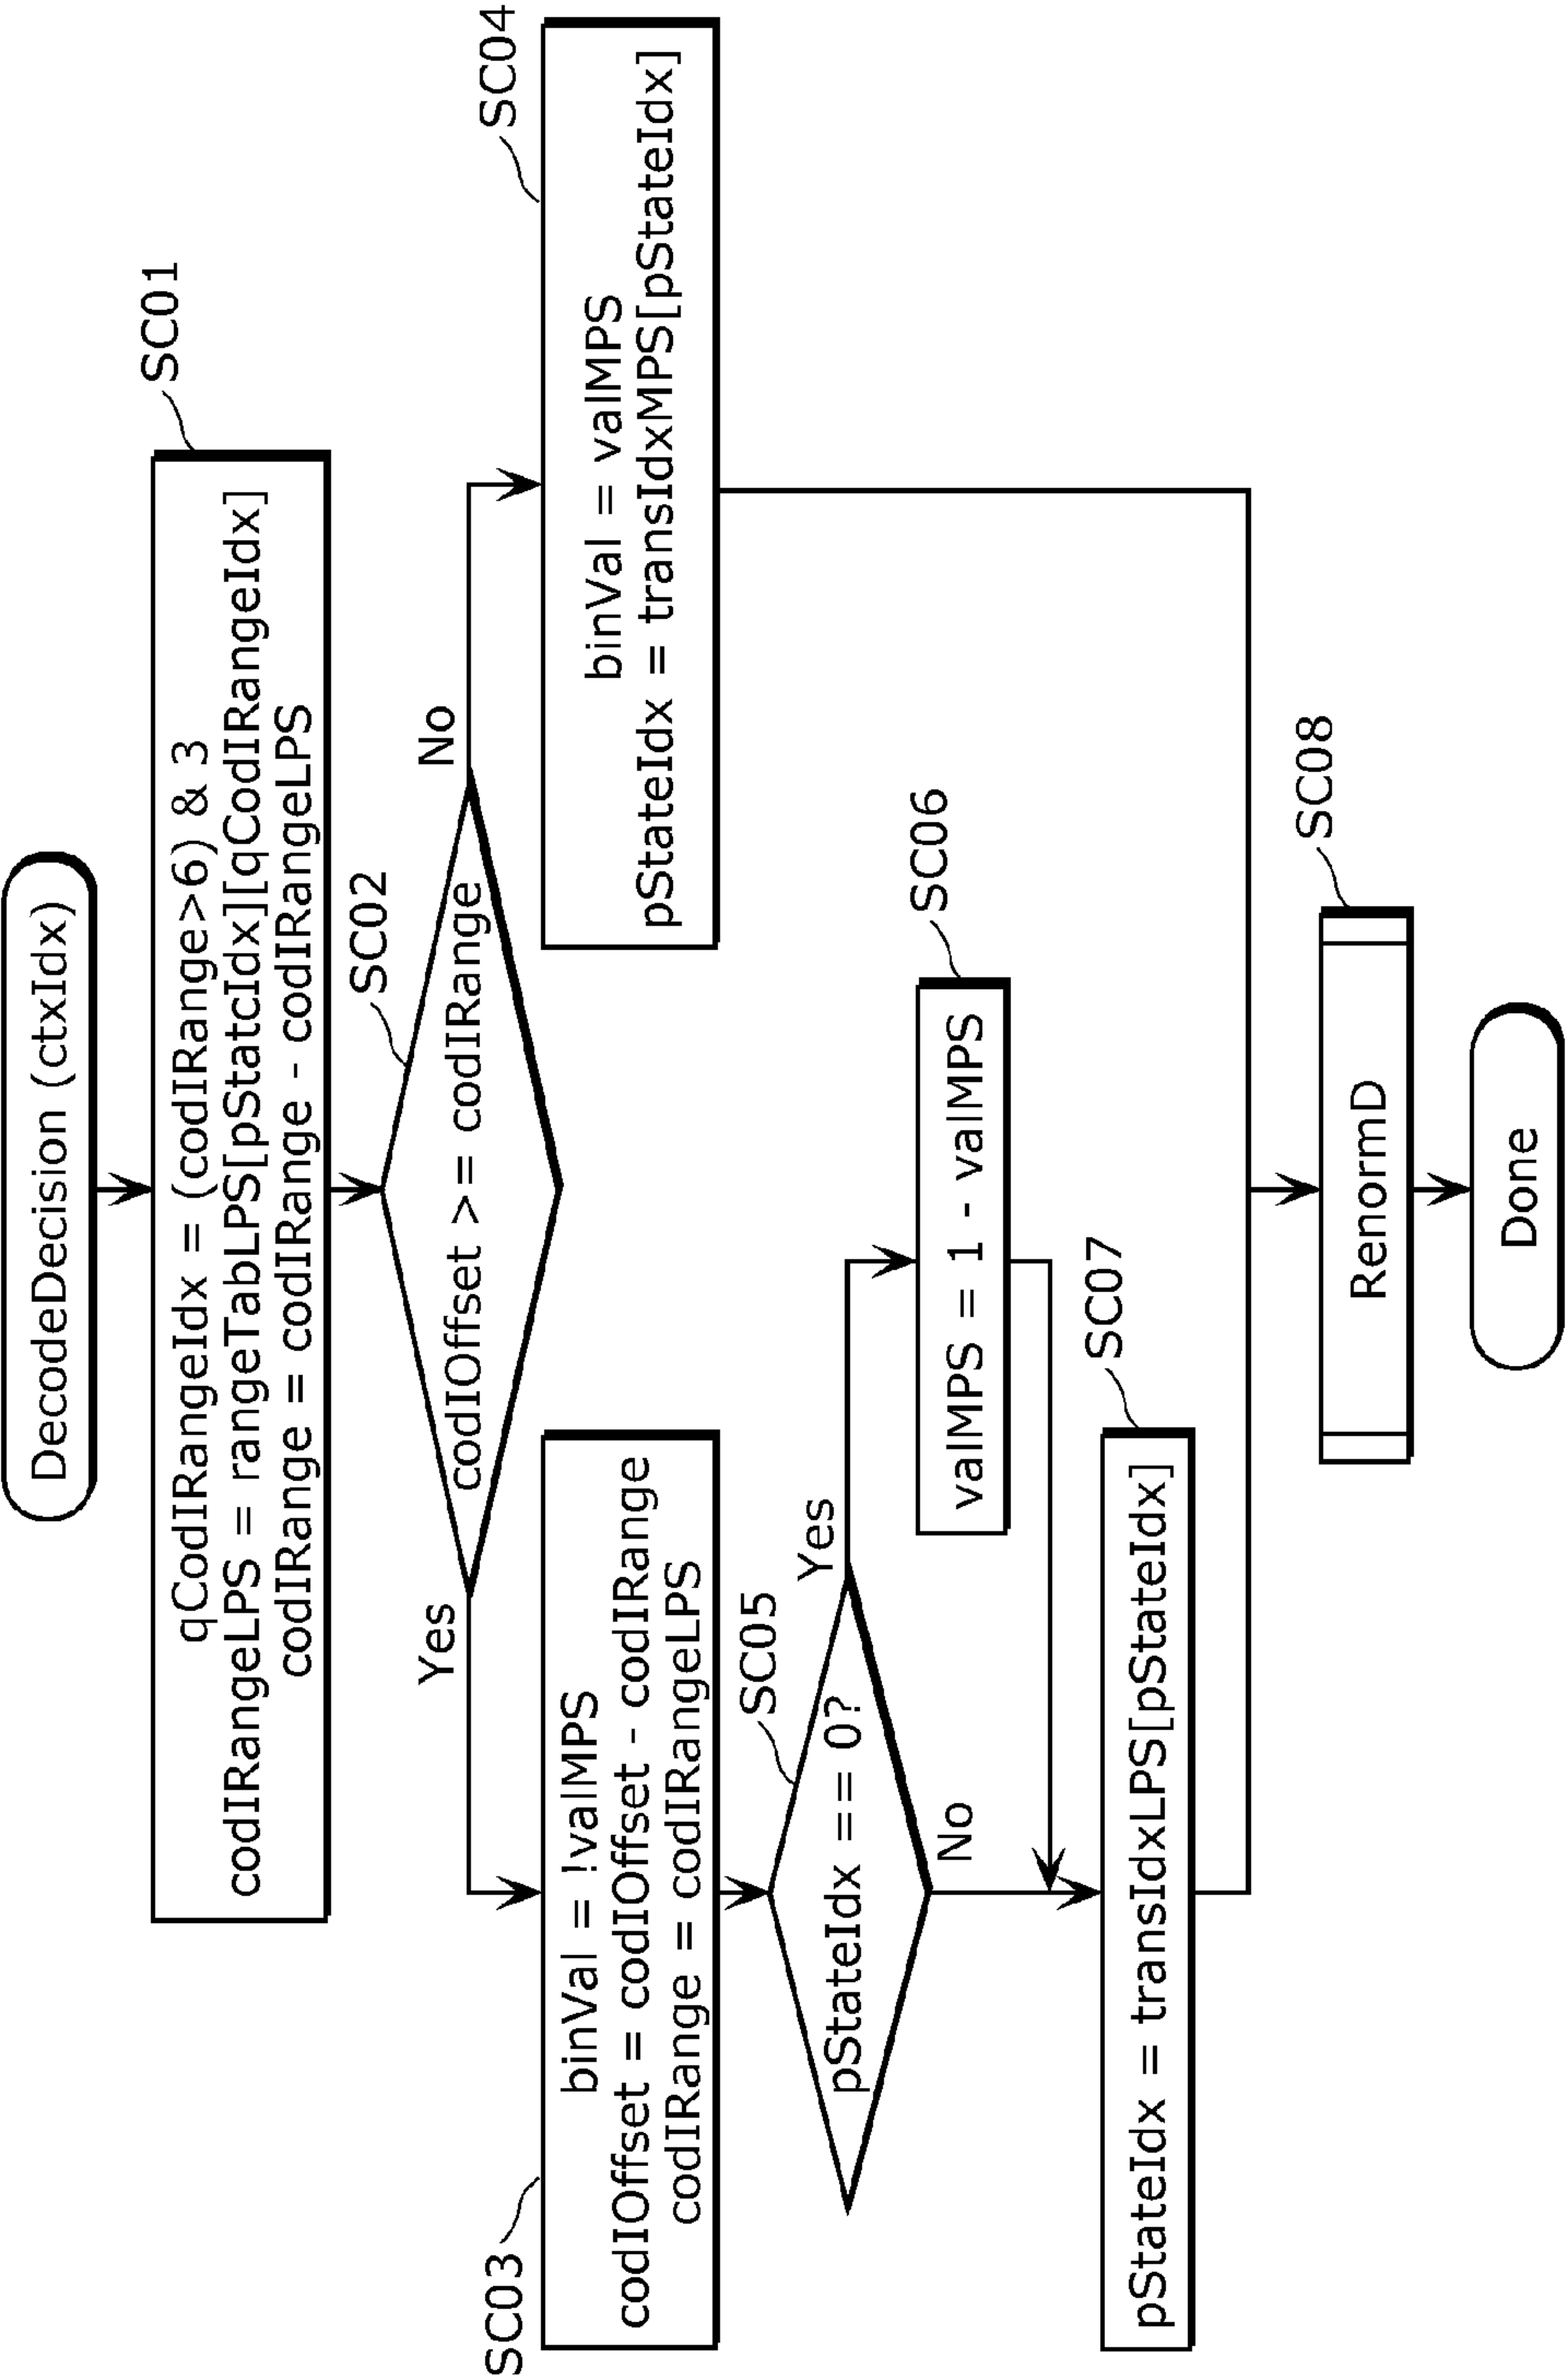 DecodeDecision (ctxIdx)
SC01
qCodIRangeIdx = (codIRange>6) & 3
codIRangeLPS = rangeTabLPS[pStatcIdx][qCodIRangeIdx]
codIRange = codIRange - codIRangeLPS
SC02
codIOffset >= codIRange
Yes
No
SC03
binVal = !valMPS
codIOffset = codIOffset - codIRange
codIRange = codIRangeLPS
SC04
binVal = valMPS
pStateIdx = transIdxMPS[pStateIdx]
SC05
pStateIdx == 0?
Yes
No
SC06
valMPS = 1 - valMPS
SC07
pStateIdx = transIdxLPS[pStateIdx]
SC08
RenormD
Done